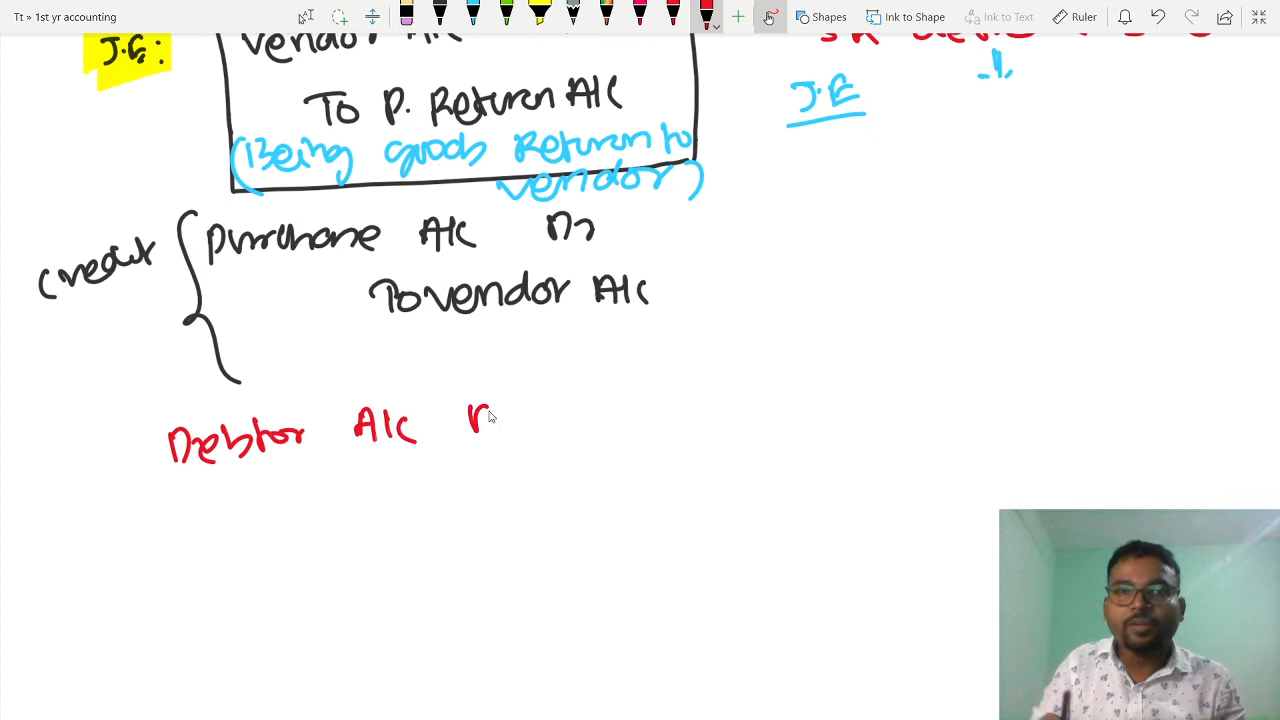 Tt » 1st yr accounting
Shapes
Ink to Shape
Ink to Text
Ruler
J.E:
Vendor A/c
To P. Return A/c
(Being goods Return to
vendor)
J.E
Credit
Purchase A/c Dr
To vendor A/c
Debtor A/c